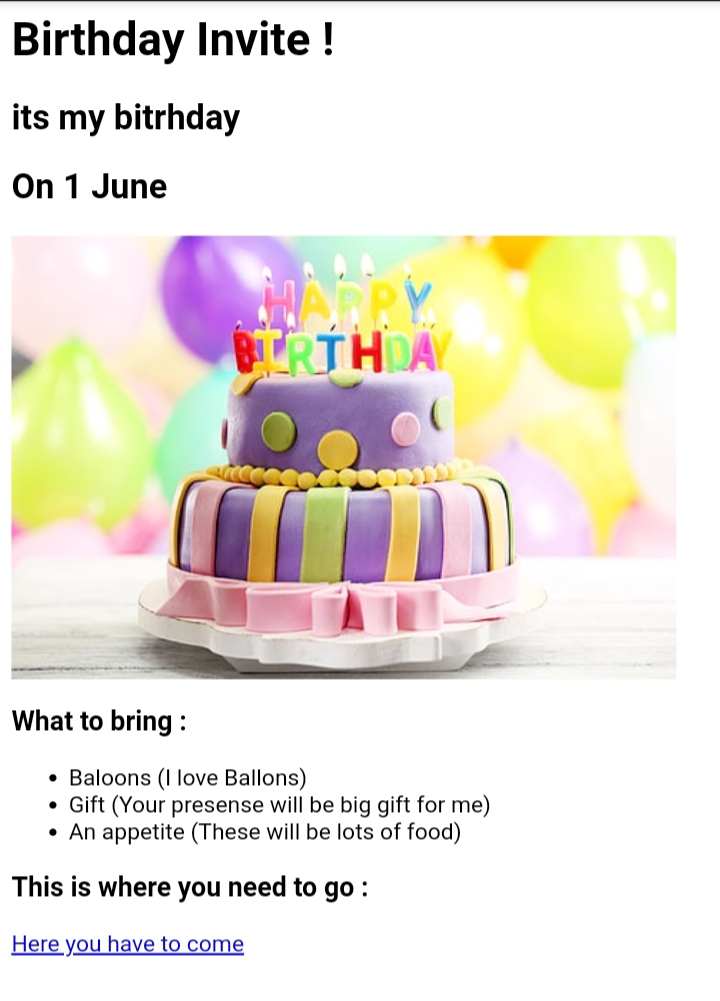 Birthday Invite !
its my bitrhday
On 1 June
HAPPY
BIRTHDAY
What to bring :
• Baloons (I love Ballons)
• Gift (Your presense will be big gift for me)
• An appetite (These will be lots of food)
This is where you need to go :
Here you have to come